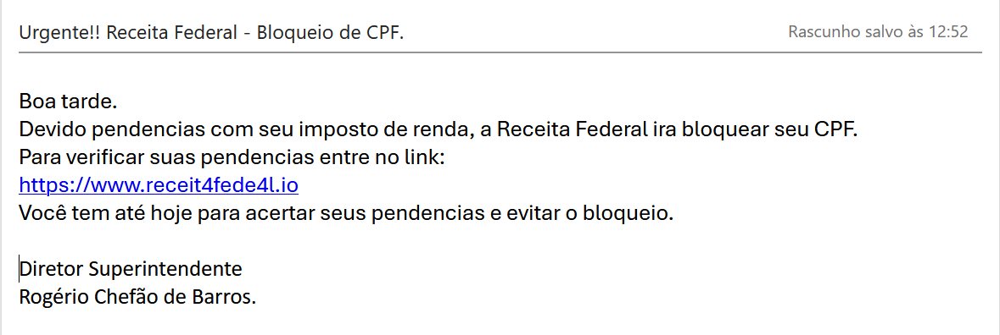 Urgente!! Receita Federal - Bloqueio de CPF.
Rascunho salvo às 12:52
Boa tarde.
Devido pendencias com seu imposto de renda, a Receita Federal ira bloquear seu CPF.
Para verificar suas pendencias entre no link:
https://www.receit4fede4l.io
Você tem até hoje para acertar seus pendencias e evitar o bloqueio.
Diretor Superintendente
Rogério Chefão de Barros.